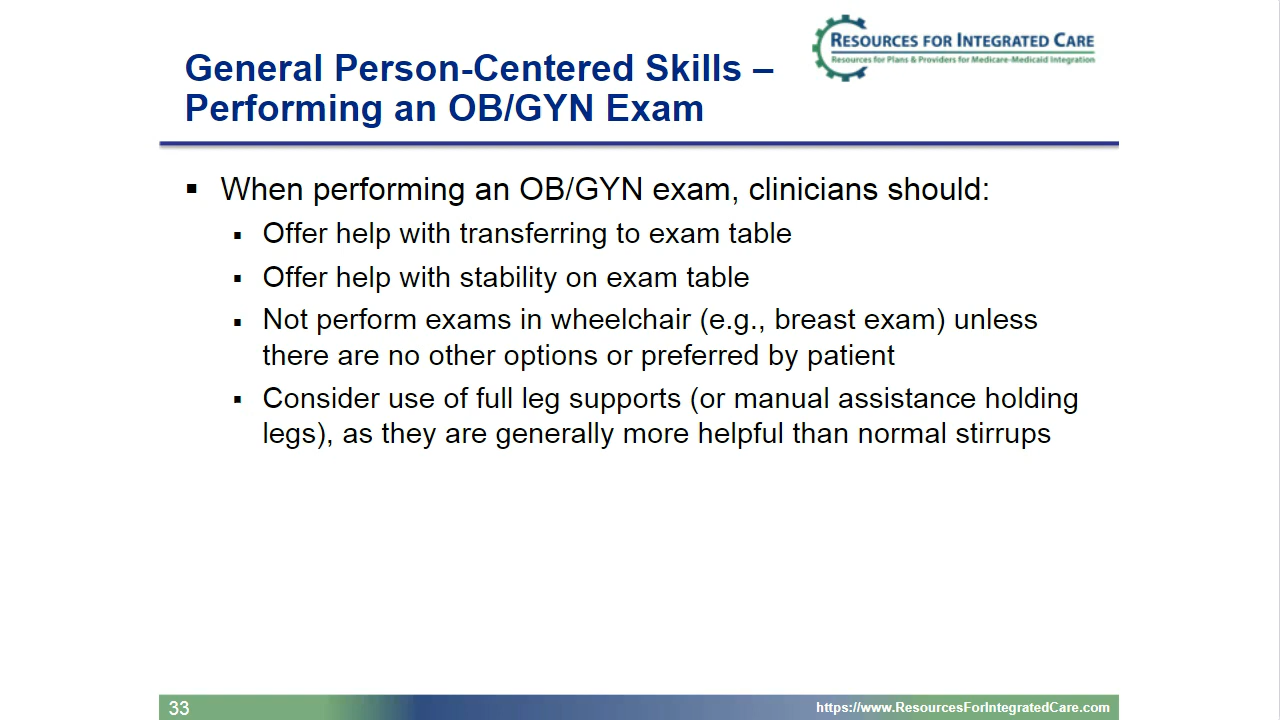 RESOURCES FOR INTEGRATED CARE
Resources for Plans & Providers for Medicare-Medicaid Integration
General Person-Centered Skills –
Performing an OB/GYN Exam
▪ When performing an OB/GYN exam, clinicians should:
▪ Offer help with transferring to exam table
▪ Offer help with stability on exam table
▪ Not perform exams in wheelchair (e.g., breast exam) unless
there are no other options or preferred by patient
▪ Consider use of full leg supports (or manual assistance holding
legs), as they are generally more helpful than normal stirrups
33
https://www.ResourcesForIntegratedCare.com